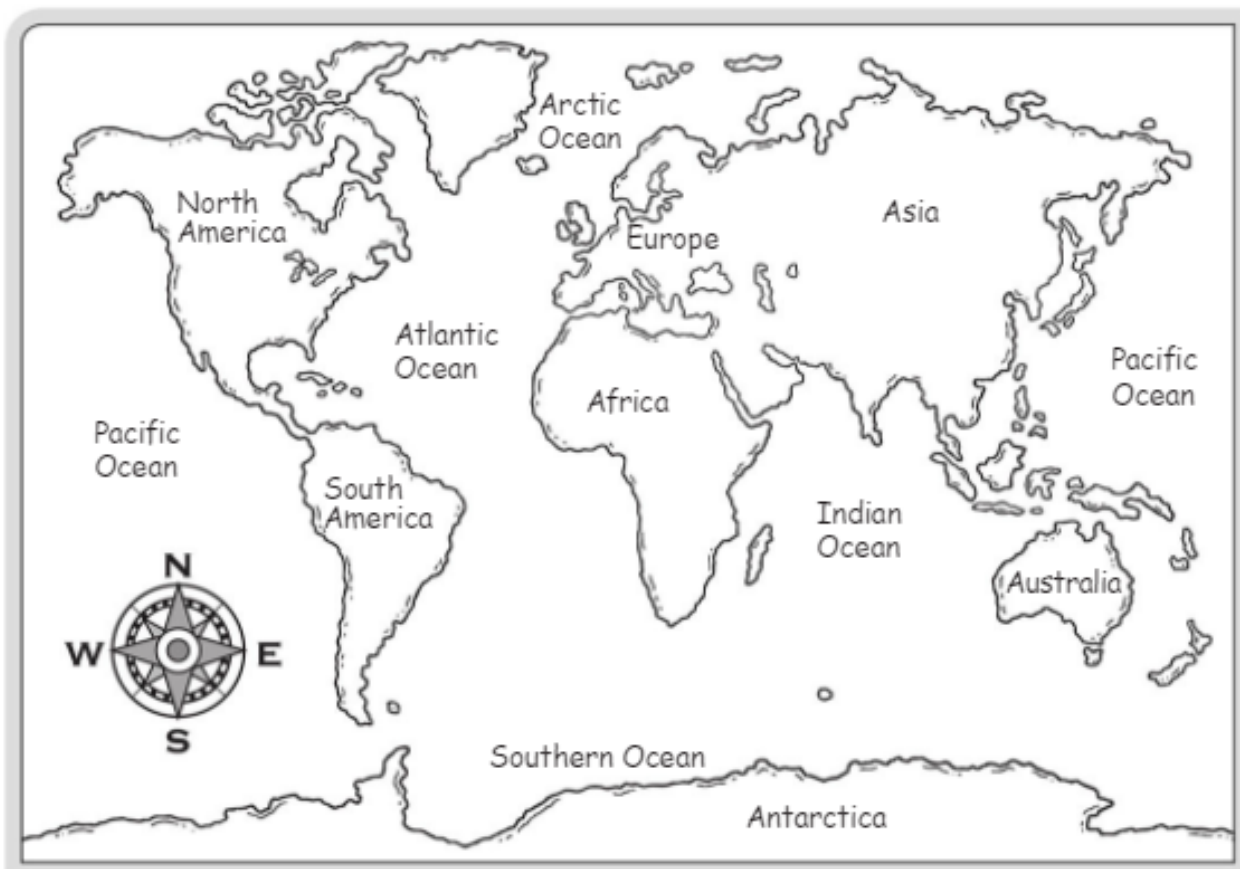 Arctic
Ocean
North
America
Asia
Europe
Atlantic
Ocean
Pacific
Ocean
Africa
Pacific
Ocean
South
America
Indian
Ocean
Australia
N
W E
S
Southern Ocean
Antarctica